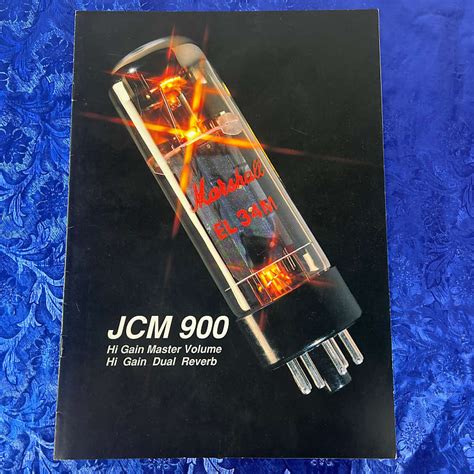 Marshall
EL 34M
JCM 900
Hi Gain Master Volume
Hi Gain Dual Reverb